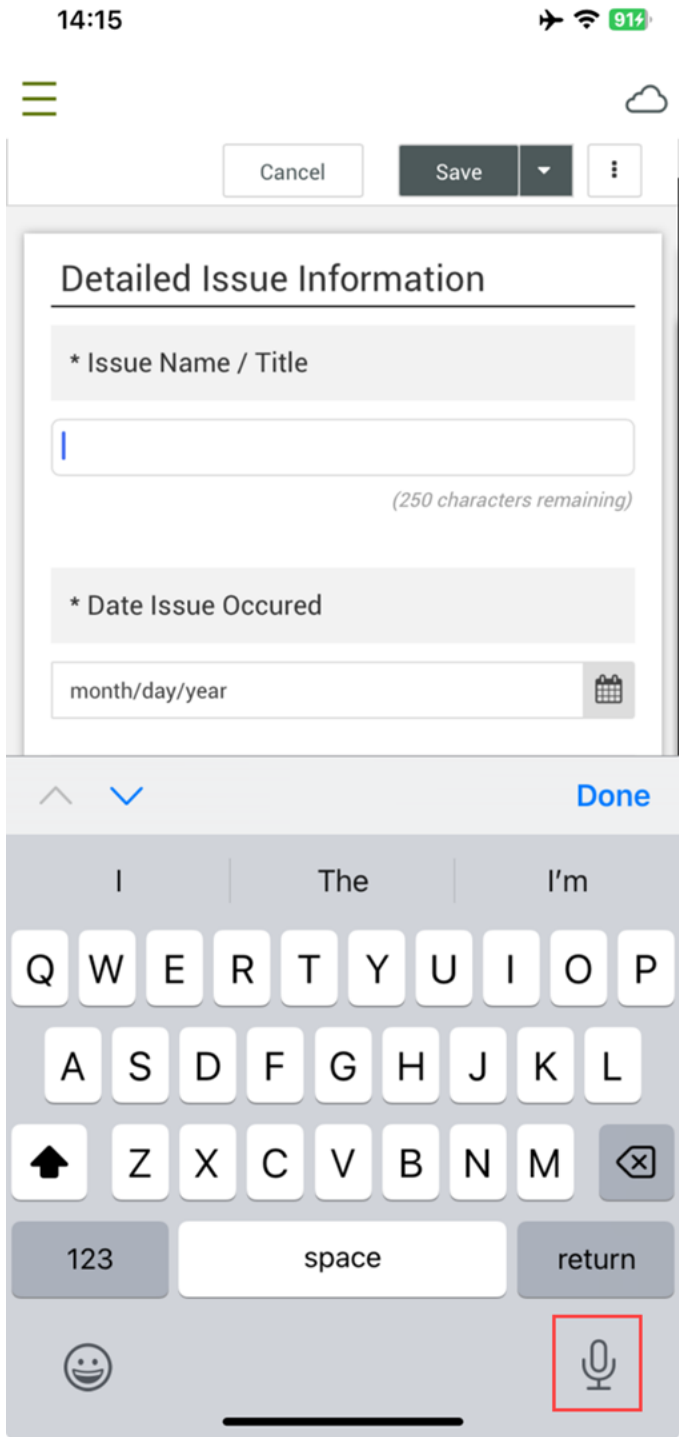 14:15
91
Cancel Save
Detailed Issue Information
* Issue Name / Title
(250 characters remaining)
* Date Issue Occured
month/day/year
Done
I The I'm
Q W E R T Y U I O P
A S D F G H J K L
Z X C V B N M
123 space return